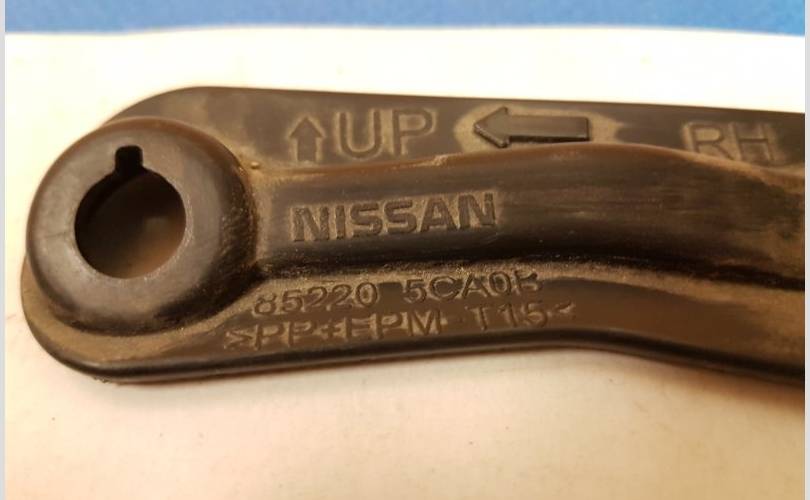 ↑UP ← RH
NISSAN
85220 5CA0B
>PP+EPM-T15<